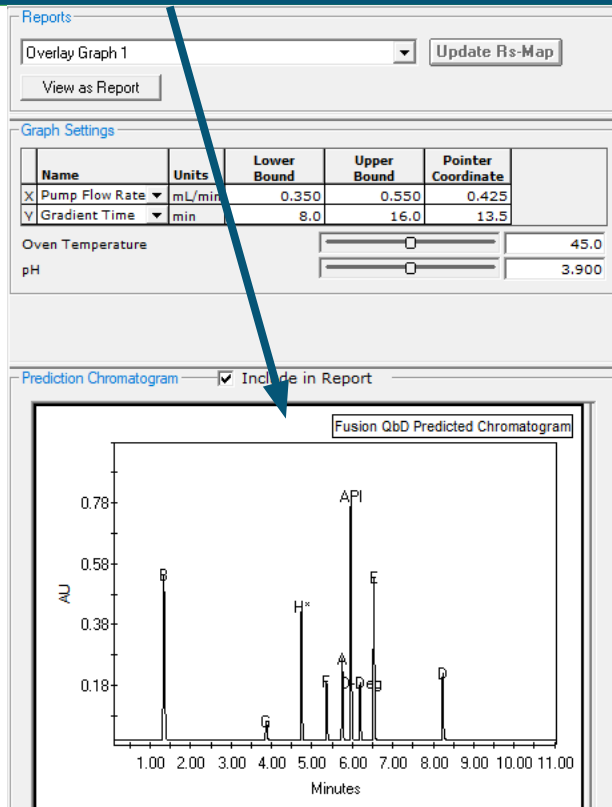 Reports
Overlay Graph 1 Update Rs-Map
View as Report
Graph Settings
Name Units Lower Bound Upper Bound Pointer Coordinate
X Pump Flow Rate mL/min 0.350 0.550 0.425
Y Gradient Time min 8.0 16.0 13.5
Oven Temperature 45.0
pH 3.900
Prediction Chromatogram Include in Report
Fusion QbD Predicted Chromatogram
API
0.78
0.58
B
E
AU
H*
0.38
A
D
0.18
F D-Deg
G
1.00 2.00 3.00 4.00 5.00 6.00 7.00 8.00 9.00 10.00 11.00
Minutes